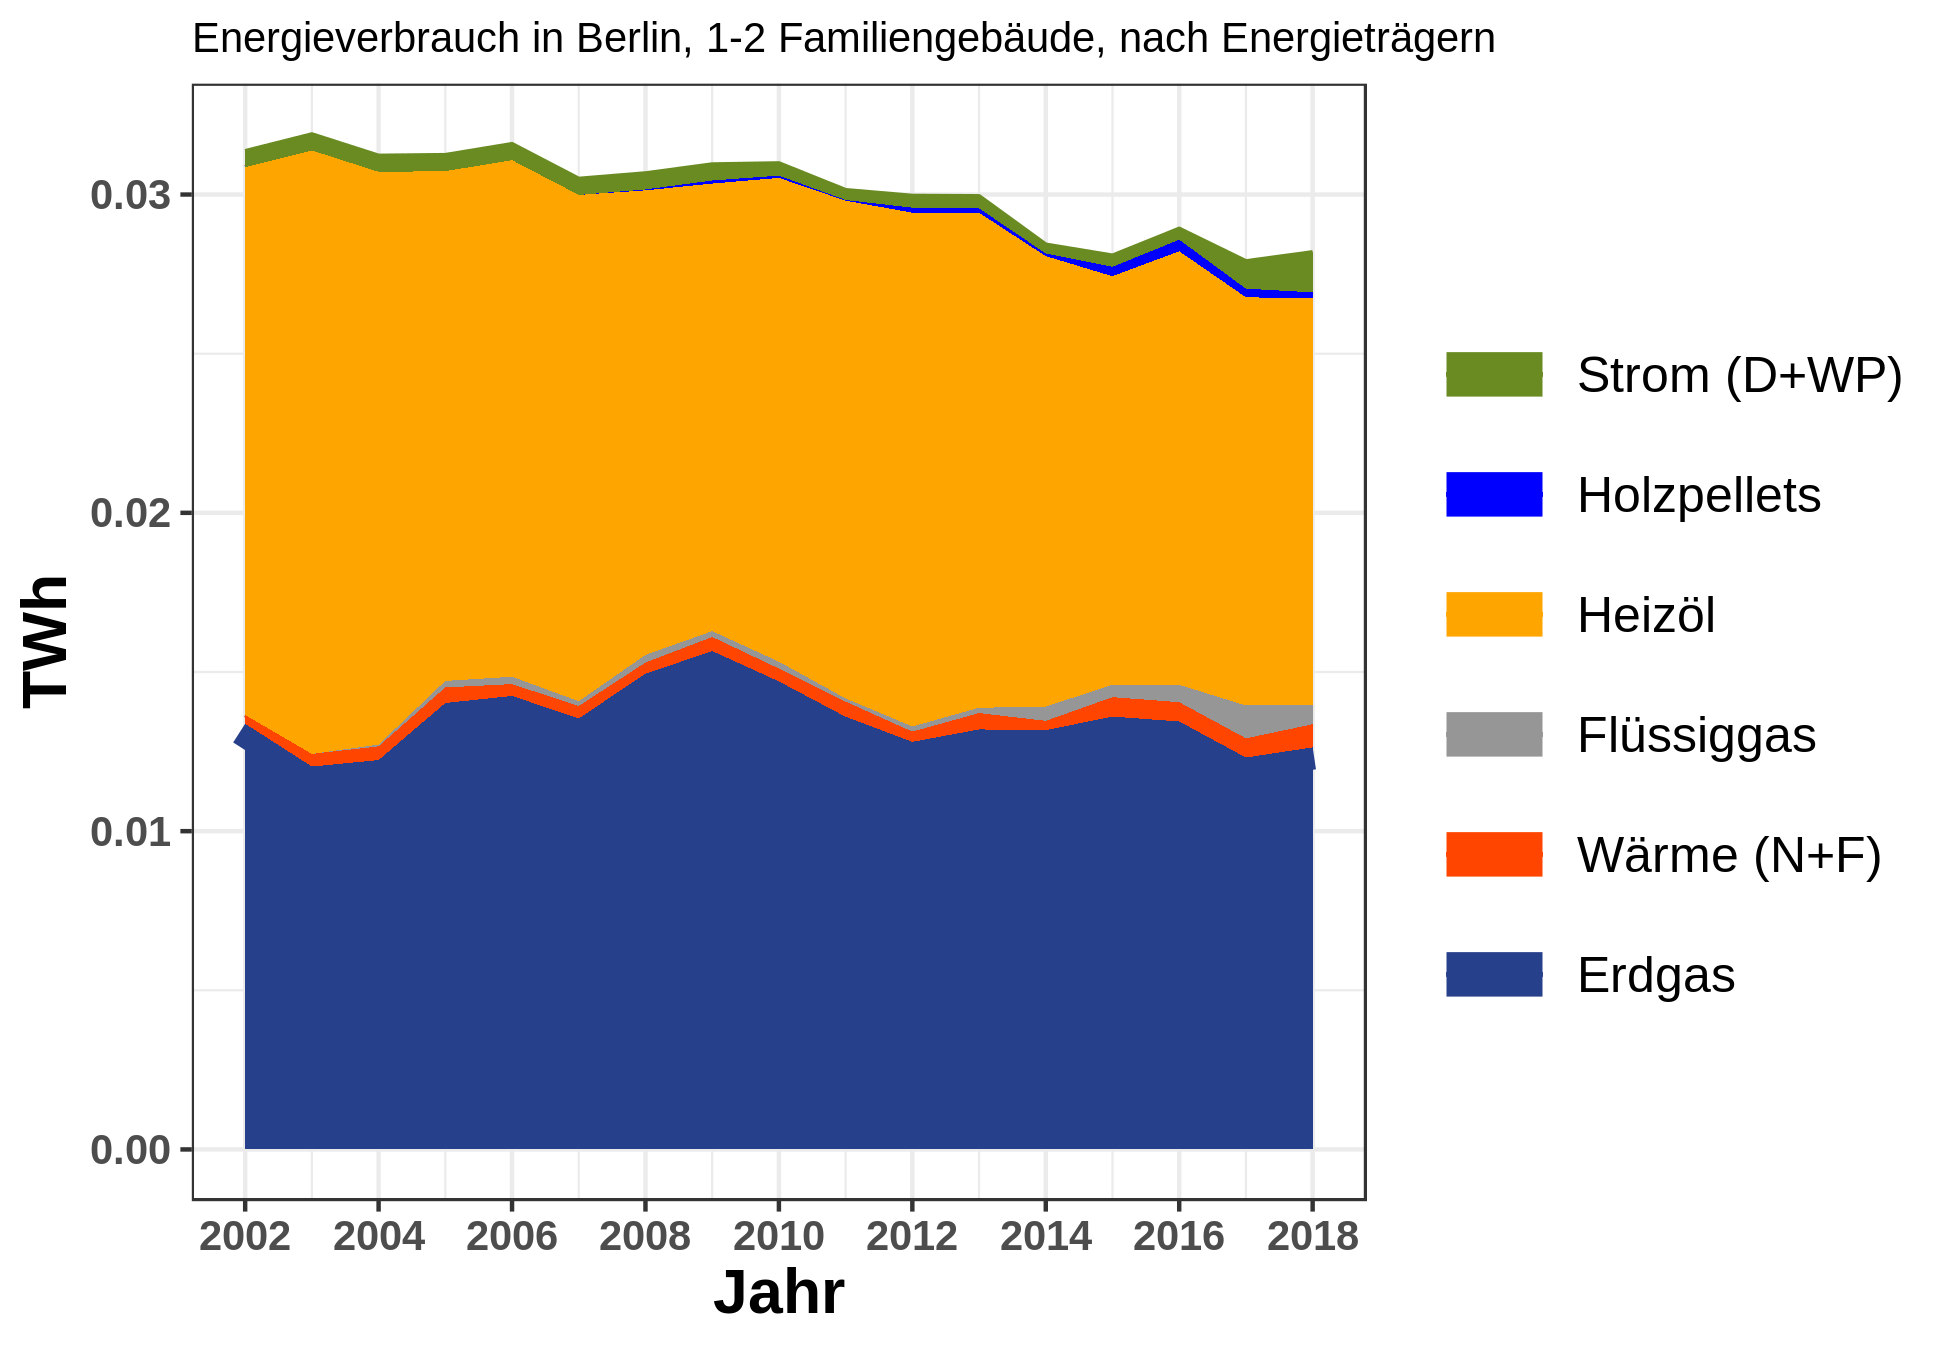 Energieverbrauch in Berlin, 1-2 Familiengebäude, nach Energieträgern
TWh
0.03
0.02
0.01
0.00
2002 2004 2006 2008 2010 2012 2014 2016 2018
Jahr
Strom (D+WP)
Holzpellets
Heizöl
Flüssiggas
Wärme (N+F)
Erdgas